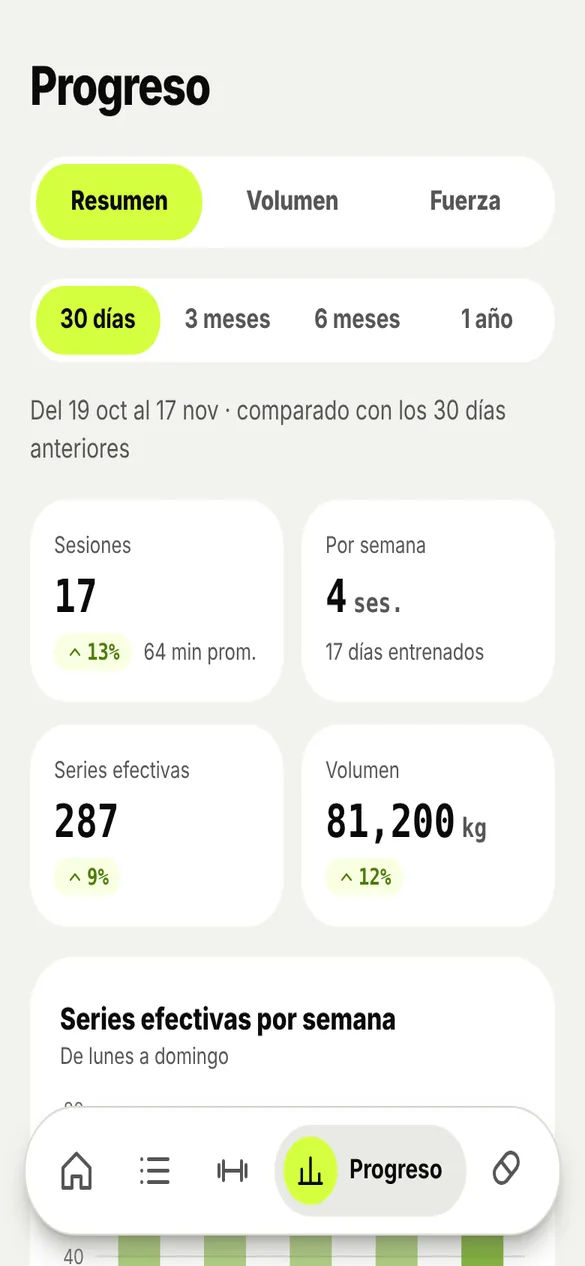 Progreso
Resumen
Volumen
Fuerza
30 días
3 meses
6 meses
1 año
Del 19 oct al 17 nov · comparado con los 30 días
anteriores
Sesiones
17
13%
64 min prom.
Por semana
4 ses.
17 días entrenados
Series efectivas
287
9%
Volumen
81,200 kg
12%
Series efectivas por semana
De lunes a domingo
Progreso
40